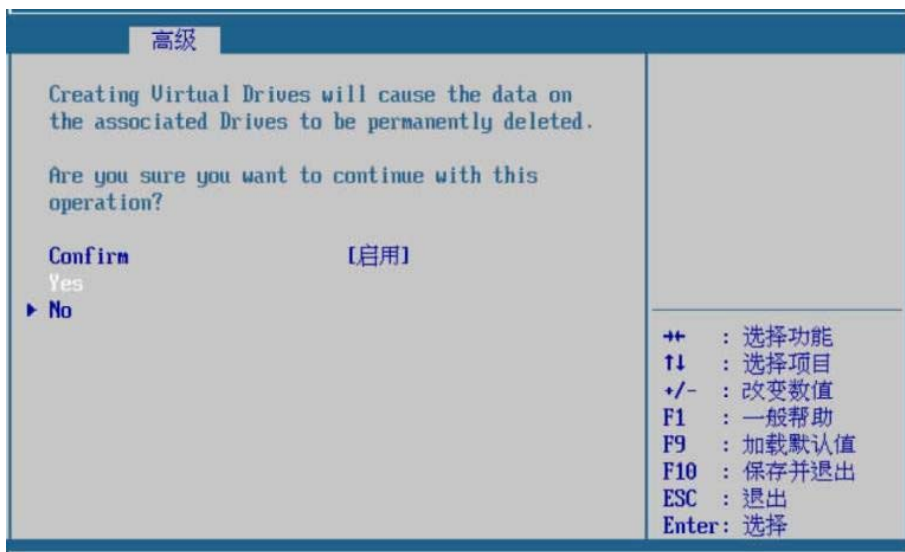 高级
Creating Virtual Drives will cause the data on
the associated Drives to be permanently deleted.
Are you sure you want to continue with this
operation?
Confirm [启用]
Yes
▶ No
→← : 选择功能
↑↓ : 选择项目
+/- : 改变数值
F1 : 一般帮助
F9 : 加载默认值
F10 : 保存并退出
ESC : 退出
Enter: 选择